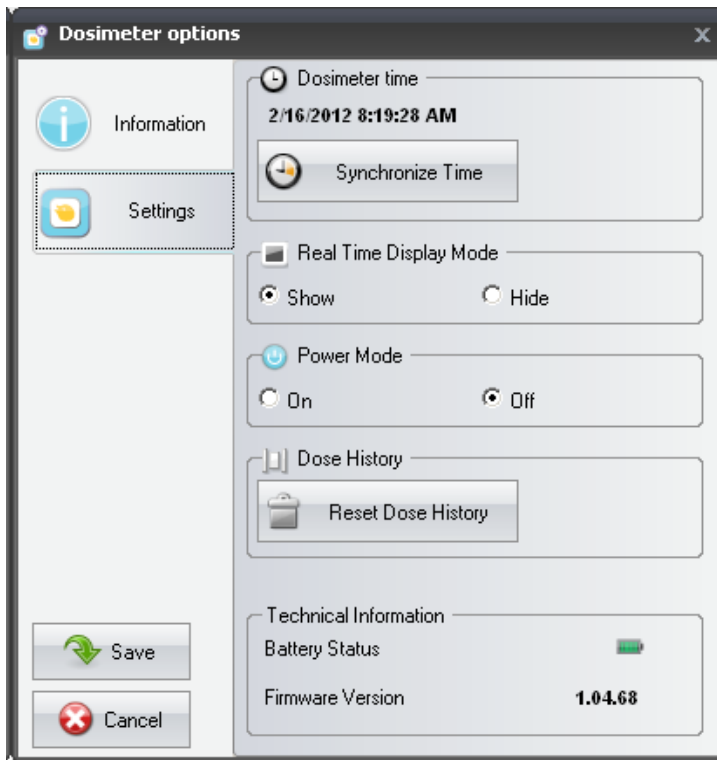 Dosimeter options
x
Information
Settings
Dosimeter time
2/16/2012 8:19:28 AM
Synchronize Time
Real Time Display Mode
Show Hide
Power Mode
On Off
Dose History
Reset Dose History
Technical Information
Battery Status
Firmware Version 1.04.68
Save
Cancel